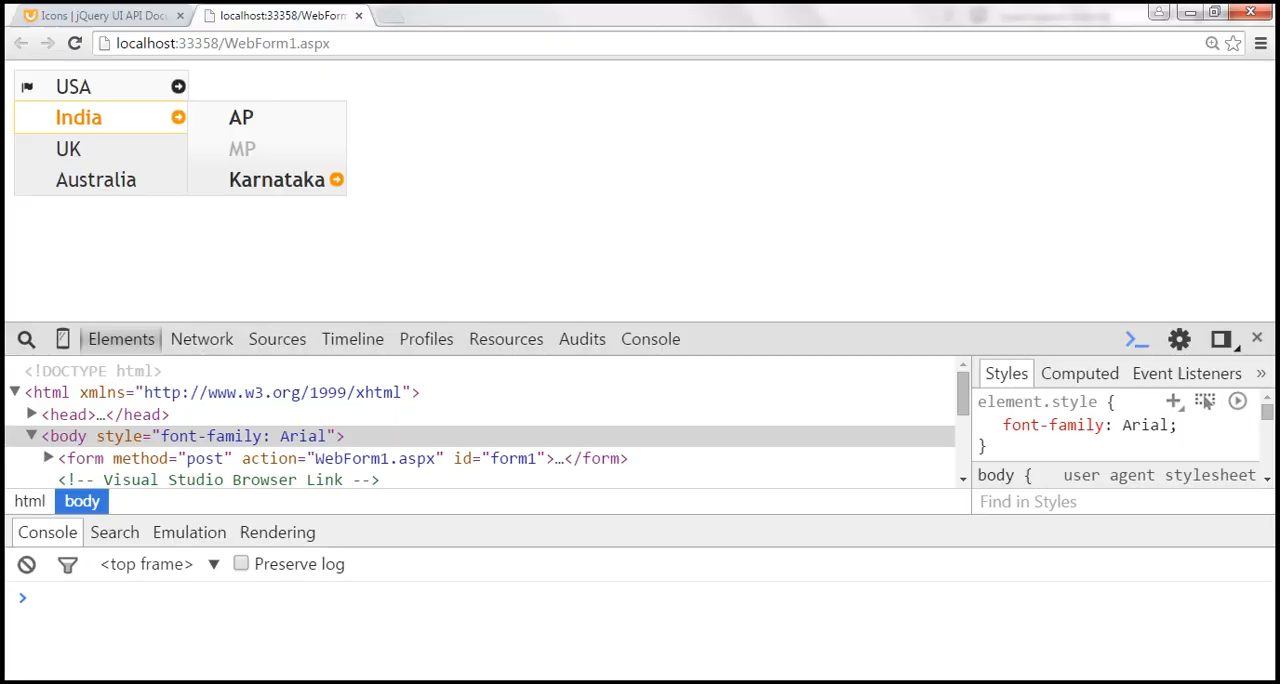 Icons | jQuery UI API Docu
localhost:33358/WebForm
localhost:33358/WebForm1.aspx
USA
India AP
UK MP
Australia Karnataka
Elements Network Sources Timeline Profiles Resources Audits Console
<!DOCTYPE html>
<html xmlns="http://www.w3.org/1999/xhtml">
<head>…</head>
<body style="font-family: Arial">
<form method="post" action="WebForm1.aspx" id="form1">…</form>
<!-- Visual Studio Browser Link -->
html body
Styles Computed Event Listeners »
element.style {
font-family: Arial;
}
body { user agent stylesheet
Find in Styles
Console Search Emulation Rendering
<top frame> ▼ Preserve log
>